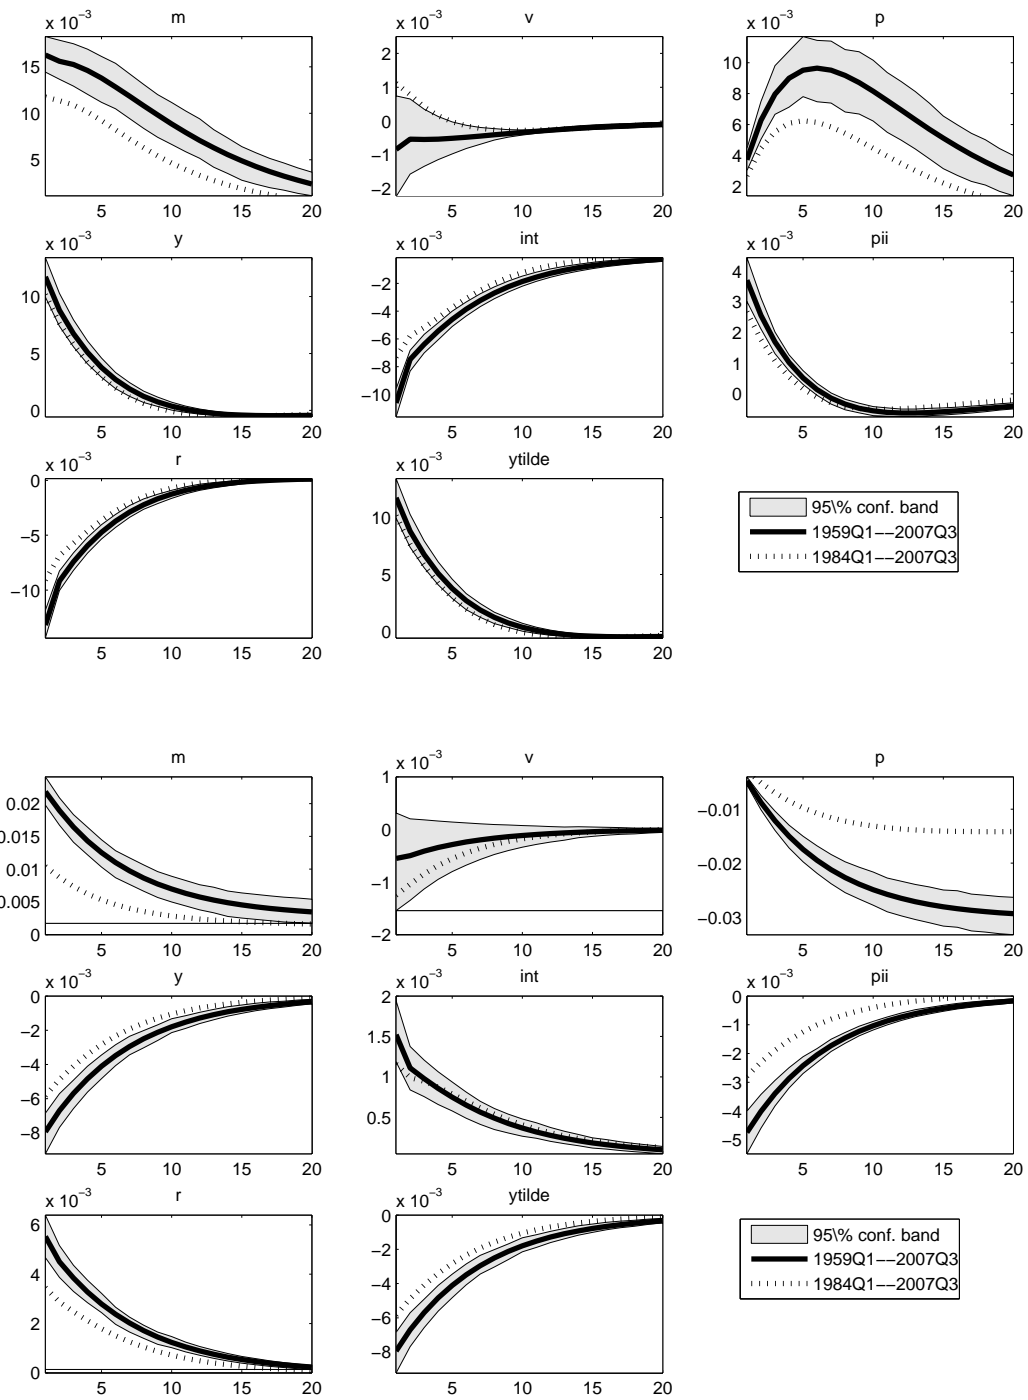 x 10−3
m
15
10
5
5 10 15 20
x 10−3
v
2
1
0
−1
−2
5 10 15 20
x 10−3
p
10
8
6
4
2
5 10 15 20
x 10−3
y
10
5
0
5 10 15 20
x 10−3
int
−2
−4
−6
−8
−10
5 10 15 20
x 10−3
pii
4
3
2
1
0
5 10 15 20
x 10−3
r
0
−5
−10
5 10 15 20
x 10−3
ytilde
10
5
0
5 10 15 20
95\% conf. band
1959Q1−−2007Q3
1984Q1−−2007Q3
m
0.02
0.015
0.01
0.005
0
5 10 15 20
x 10−3
v
1
0
−1
−2
5 10 15 20
p
−0.01
−0.02
−0.03
5 10 15 20
x 10−3
y
0
−2
−4
−6
−8
5 10 15 20
x 10−3
int
2
1.5
1
0.5
5 10 15 20
x 10−3
pii
0
−1
−2
−3
−4
−5
5 10 15 20
x 10−3
r
6
4
2
0
5 10 15 20
x 10−3
ytilde
0
−2
−4
−6
−8
5 10 15 20
95\% conf. band
1959Q1−−2007Q3
1984Q1−−2007Q3